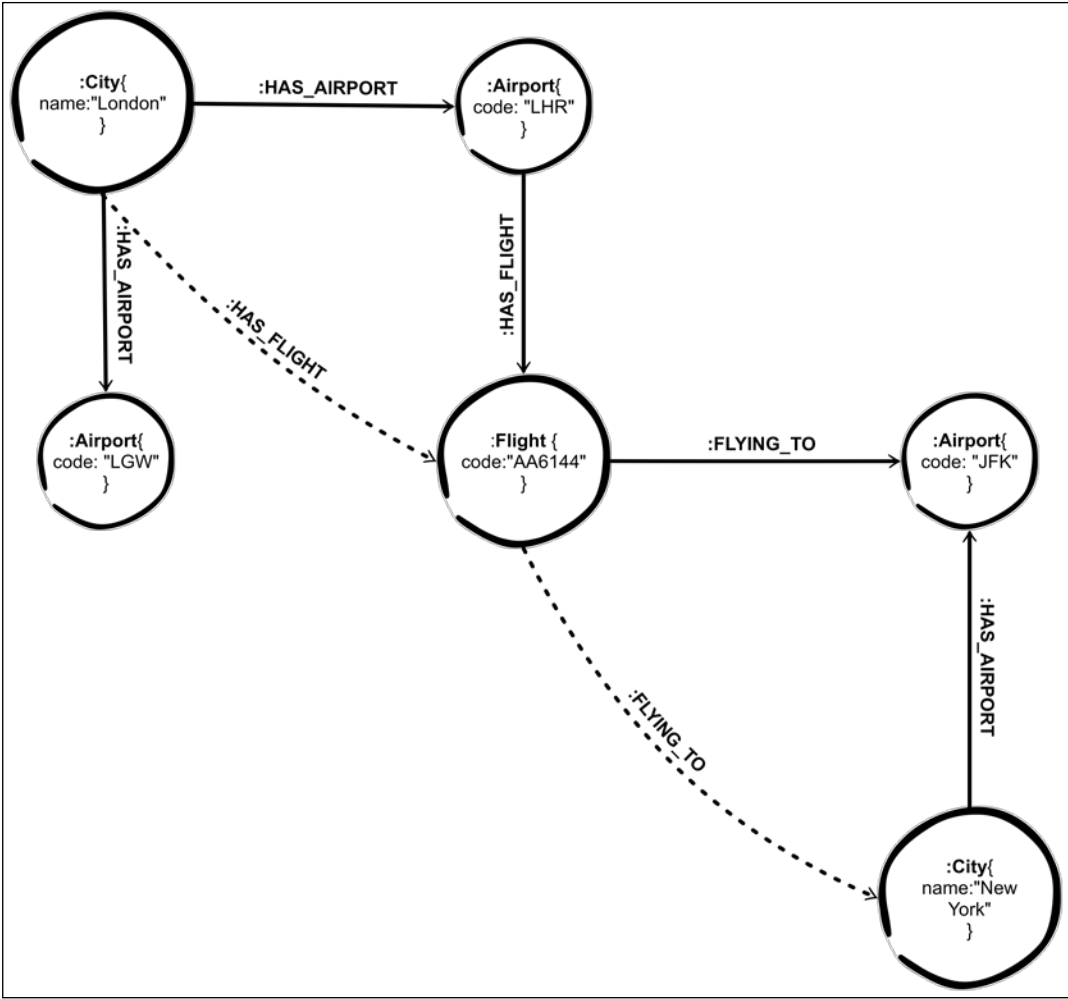 :City{
name:"London"
}
:HAS_AIRPORT
:Airport{
code: "LHR"
}
:HAS_AIRPORT
:HAS_FLIGHT
:HAS_FLIGHT
:Airport{
code: "LGW"
}
:Flight {
code:"AA6144"
}
:FLYING_TO
:Airport{
code: "JFK"
}
:FLYING_TO
:HAS_AIRPORT
:City{
name:"New
York"
}